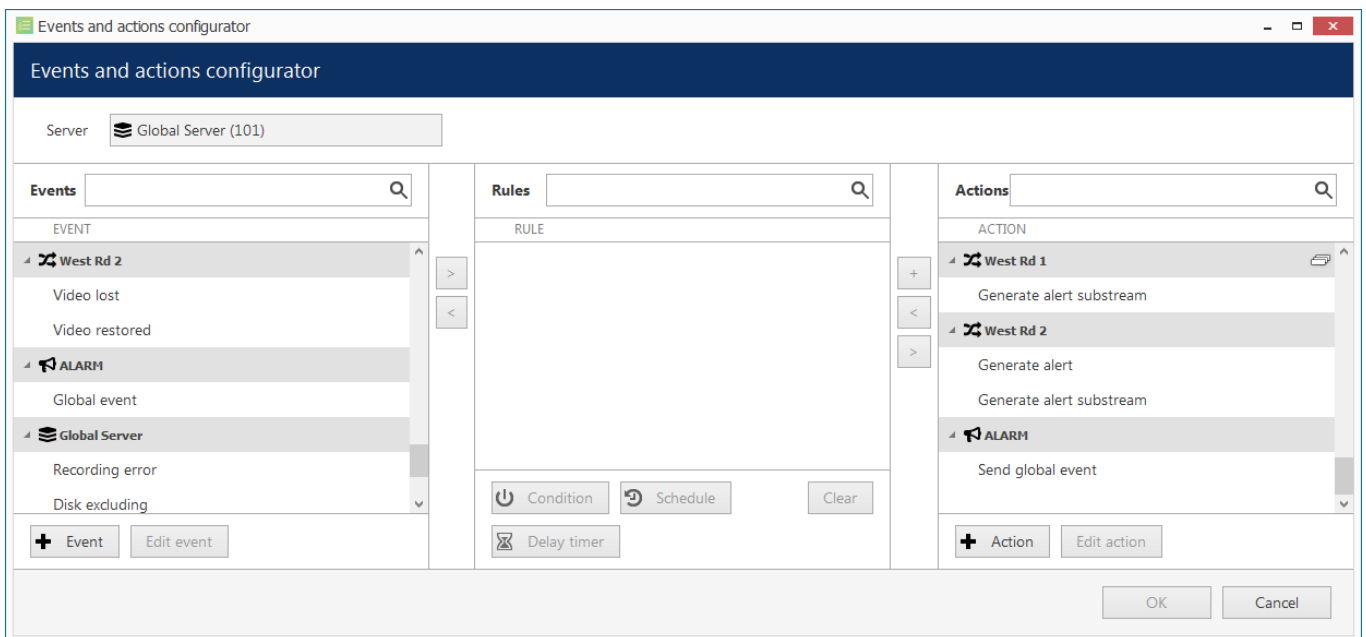 Events and actions configurator
Events and actions configurator
Server Global Server (101)
Events
EVENT
West Rd 2
Video lost
Video restored
ALARM
Global event
Global Server
Recording error
Disk excluding
+ Event Edit event
>
<
Rules
RULE
Condition Schedule Clear
Delay timer
+
<
>
Actions
ACTION
West Rd 1
Generate alert substream
West Rd 2
Generate alert
Generate alert substream
ALARM
Send global event
+ Action Edit action
OK Cancel